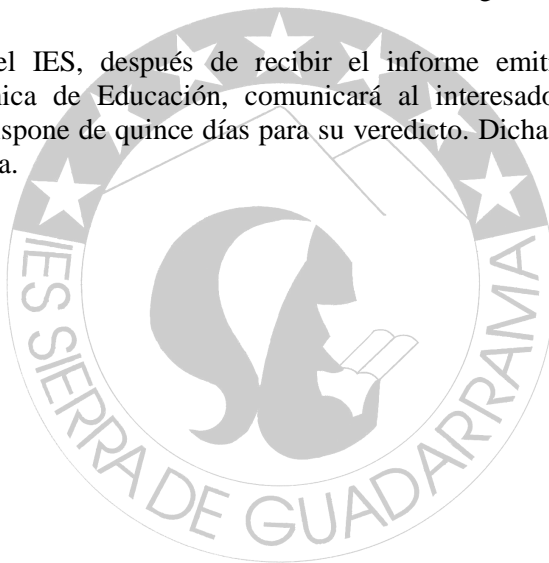 el IES, después de recibir el informe emit
nica de Educación, comunicará al interesado
spone de quince días para su veredicto. Dicha
a.
IES SIERRA DE GUADARRAMA